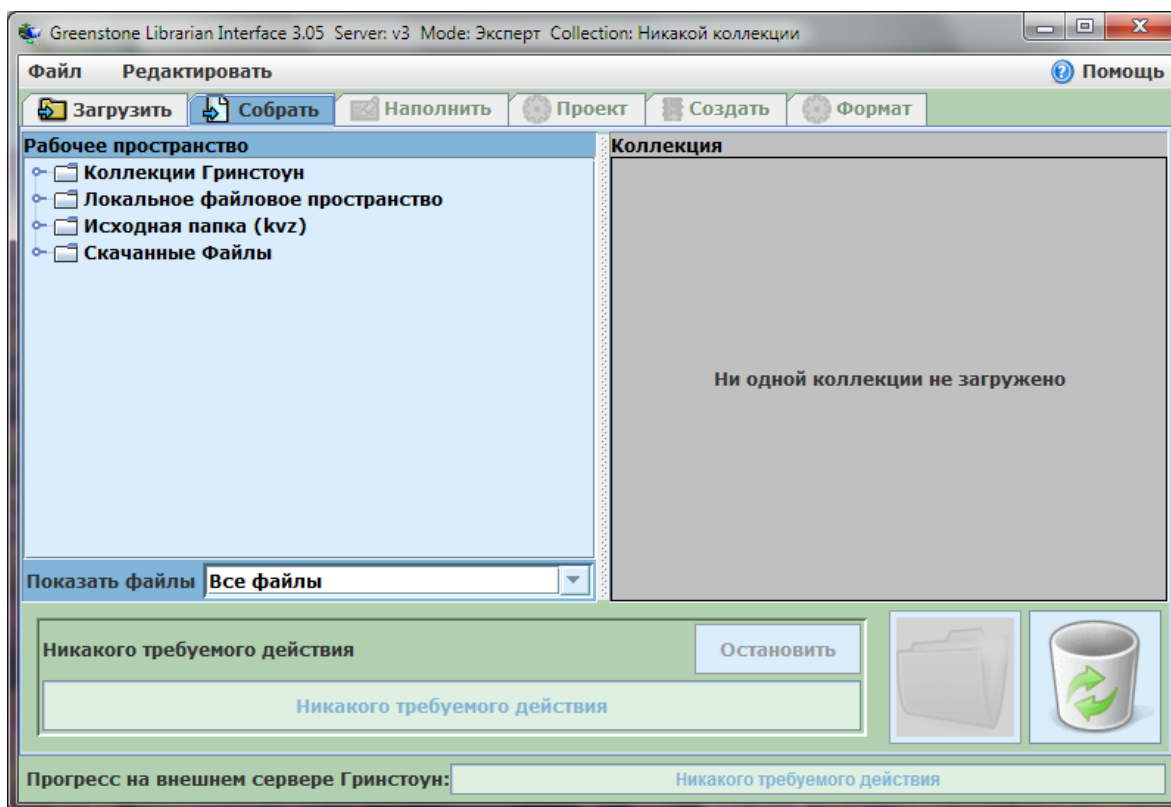 Greenstone Librarian Interface 3.05 Server: v3 Mode: Эксперт Collection: Никакой коллекции
Файл Редактировать Помощь
Загрузить Собрать Наполнить Проект Создать Формат
Рабочее пространство
Коллекции Гринстоун
Локальное файловое пространство
Исходная папка (kvz)
Скачанные Файлы
Показать файлы Все файлы
Коллекция
Ни одной коллекции не загружено
Никакого требуемого действия Остановить
Никакого требуемого действия
Прогресс на внешнем сервере Гринстоун: Никакого требуемого действия